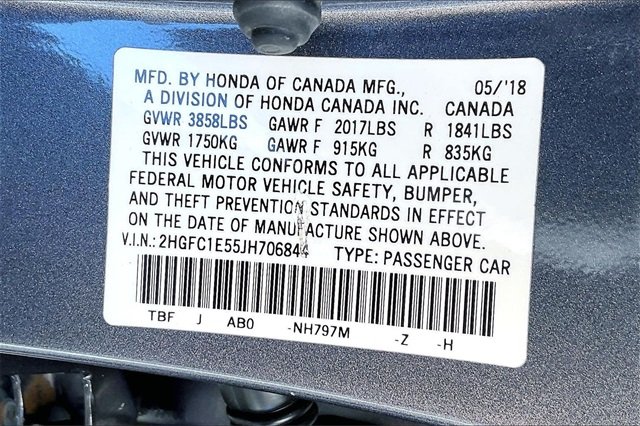 MFD. BY HONDA OF CANADA MFG., 05/'18
A DIVISION OF HONDA CANADA INC. CANADA
GVWR 3858LBS GAWR F 2017LBS R 1841LBS
GVWR 1750KG GAWR F 915KG R 835KG
THIS VEHICLE CONFORMS TO ALL APPLICABLE
FEDERAL MOTOR VEHICLE SAFETY, BUMPER,
AND THEFT PREVENTION STANDARDS IN EFFECT
ON THE DATE OF MANUFACTURE SHOWN ABOVE.
V.I.N.: 2HGFC1E55JH706844 TYPE: PASSENGER CAR
TBF J AB0 -NH797M -Z -H